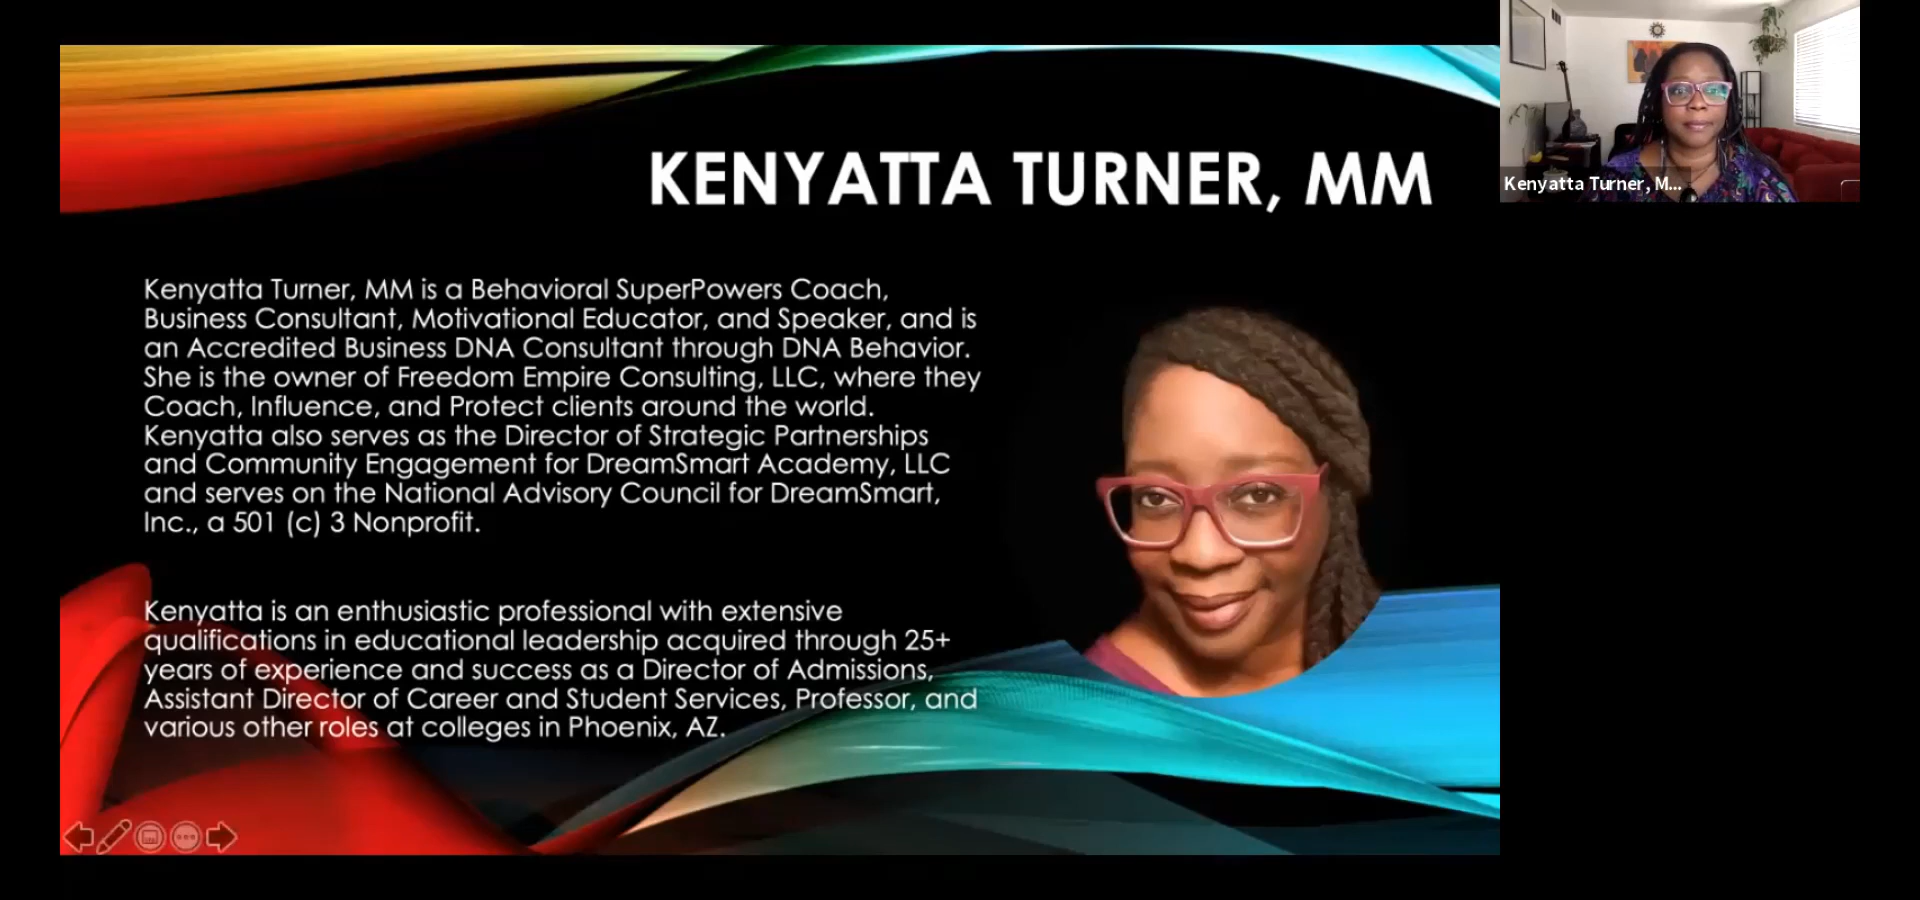 KENYATTA TURNER, MM
Kenyatta Turner, M...
Kenyatta Turner, MM is a Behavioral SuperPowers Coach,
Business Consultant, Motivational Educator, and Speaker, and is
an Accredited Business DNA Consultant through DNA Behavior.
She is the owner of Freedom Empire Consulting, LLC, where they
Coach, Influence, and Protect clients around the world.
Kenyatta also serves as the Director of Strategic Partnerships
and Community Engagement for DreamSmart Academy, LLC
and serves on the National Advisory Council for DreamSmart,
Inc., a 501 (c) 3 Nonprofit.
Kenyatta is an enthusiastic professional with extensive
qualifications in educational leadership acquired through 25+
years of experience and success as a Director of Admissions,
Assistant Director of Career and Student Services, Professor, and
various other roles at colleges in Phoenix, AZ.